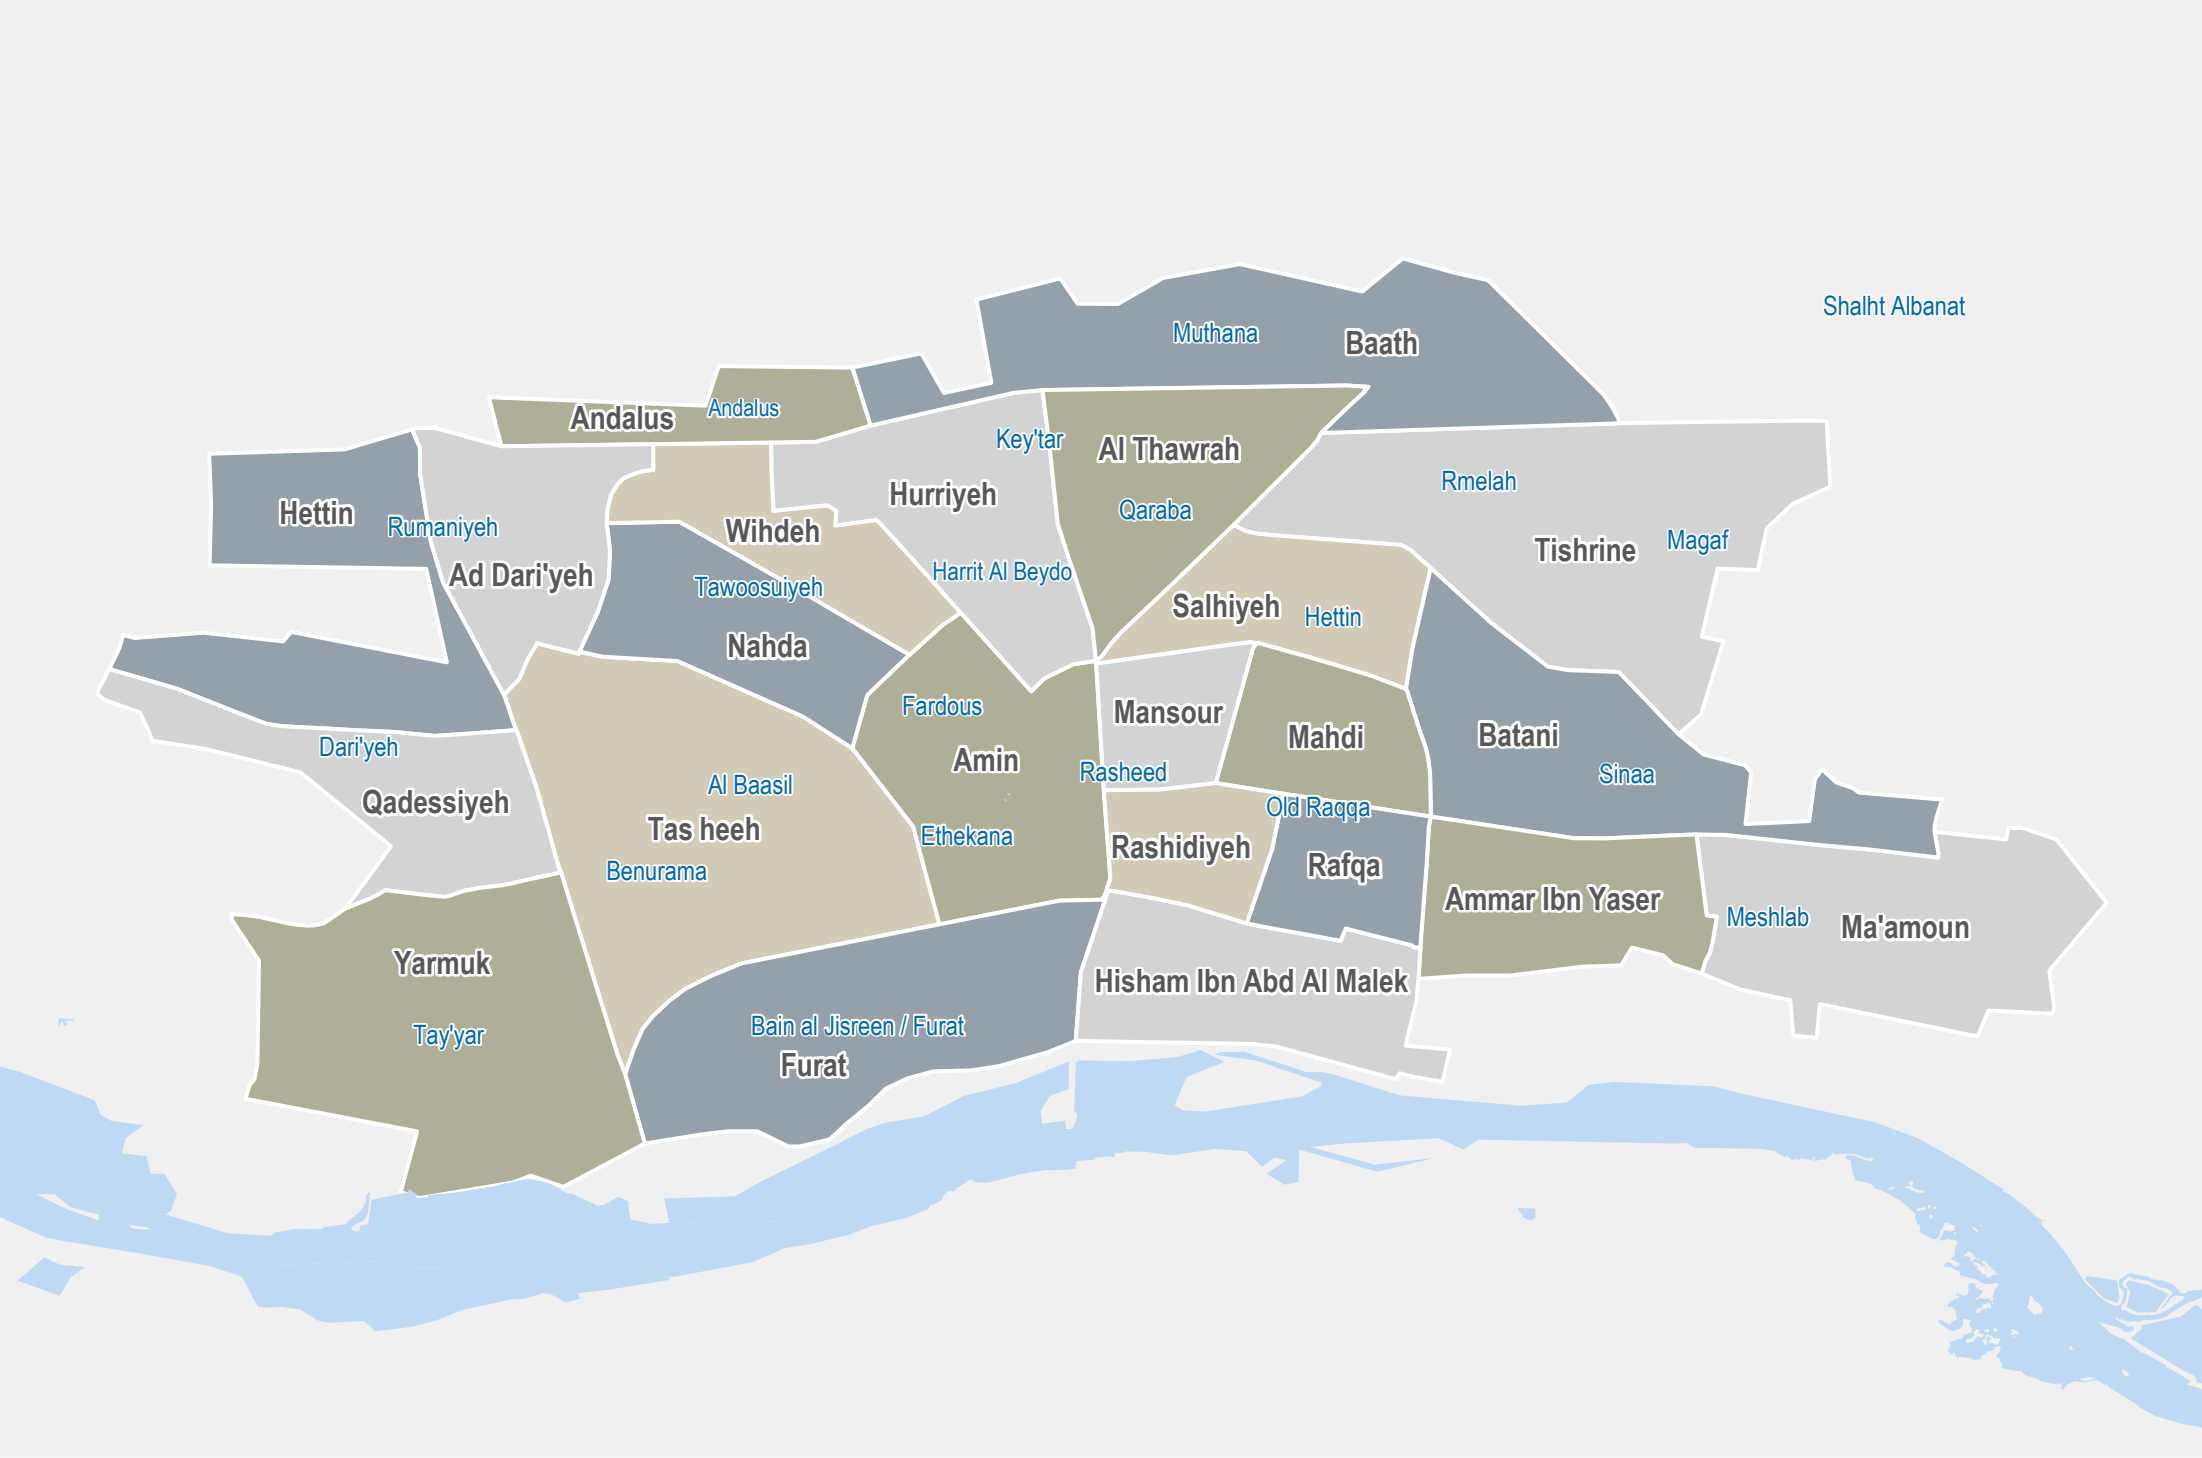 Shalht Albanat
Muthana
Baath
Andalus
Andalus
Key'tar
Al Thawrah
Rmelah
Hurriyeh
Qaraba
Hettin
Rumaniyeh
Wihdeh
Tishrine
Magaf
Ad Dari'yeh
Harrit Al Beydo
Tawoosuiyeh
Salhiyeh
Hettin
Nahda
Fardous
Mansour
Mahdi
Batani
Dari'yeh
Amin
Rasheed
Sinaa
Al Baasil
Qadessiyeh
Old Raqqa
Tas heeh
Ethekana
Rashidiyeh
Rafqa
Benurama
Ammar Ibn Yaser
Meshlab
Ma'amoun
Yarmuk
Hisham Ibn Abd Al Malek
Tay'yar
Bain al Jisreen / Furat
Furat